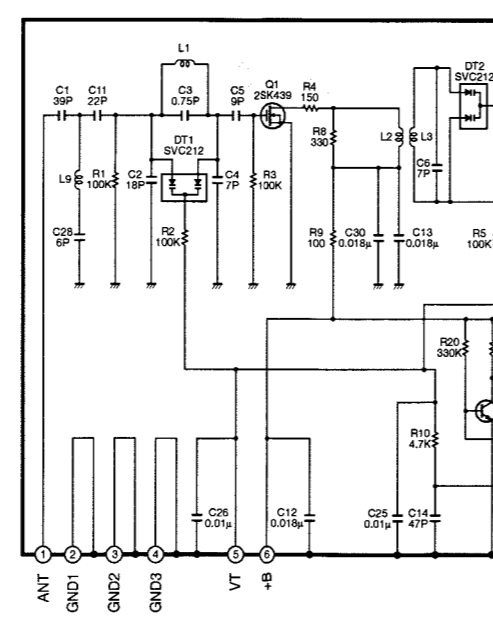 L1
C1
39P
C11
22P
C3
0.75P
C5
9P
Q1
2SK439
R4
150
DT2
SVC212
DT1
SVC212
R8
330
L2
L3
C6
7P
L9
R1
100K
C2
18P
C4
7P
R3
100K
C28
6P
R2
100K
R9
100
C30
0.018μ
C13
0.018μ
R5
100K
R20
330K
R10
4.7K
C26
0.01μ
C12
0.018μ
C25
0.01μ
C14
47P
1
2
3
4
5
6
ANT
GND1
GND2
GND3
VT
+B